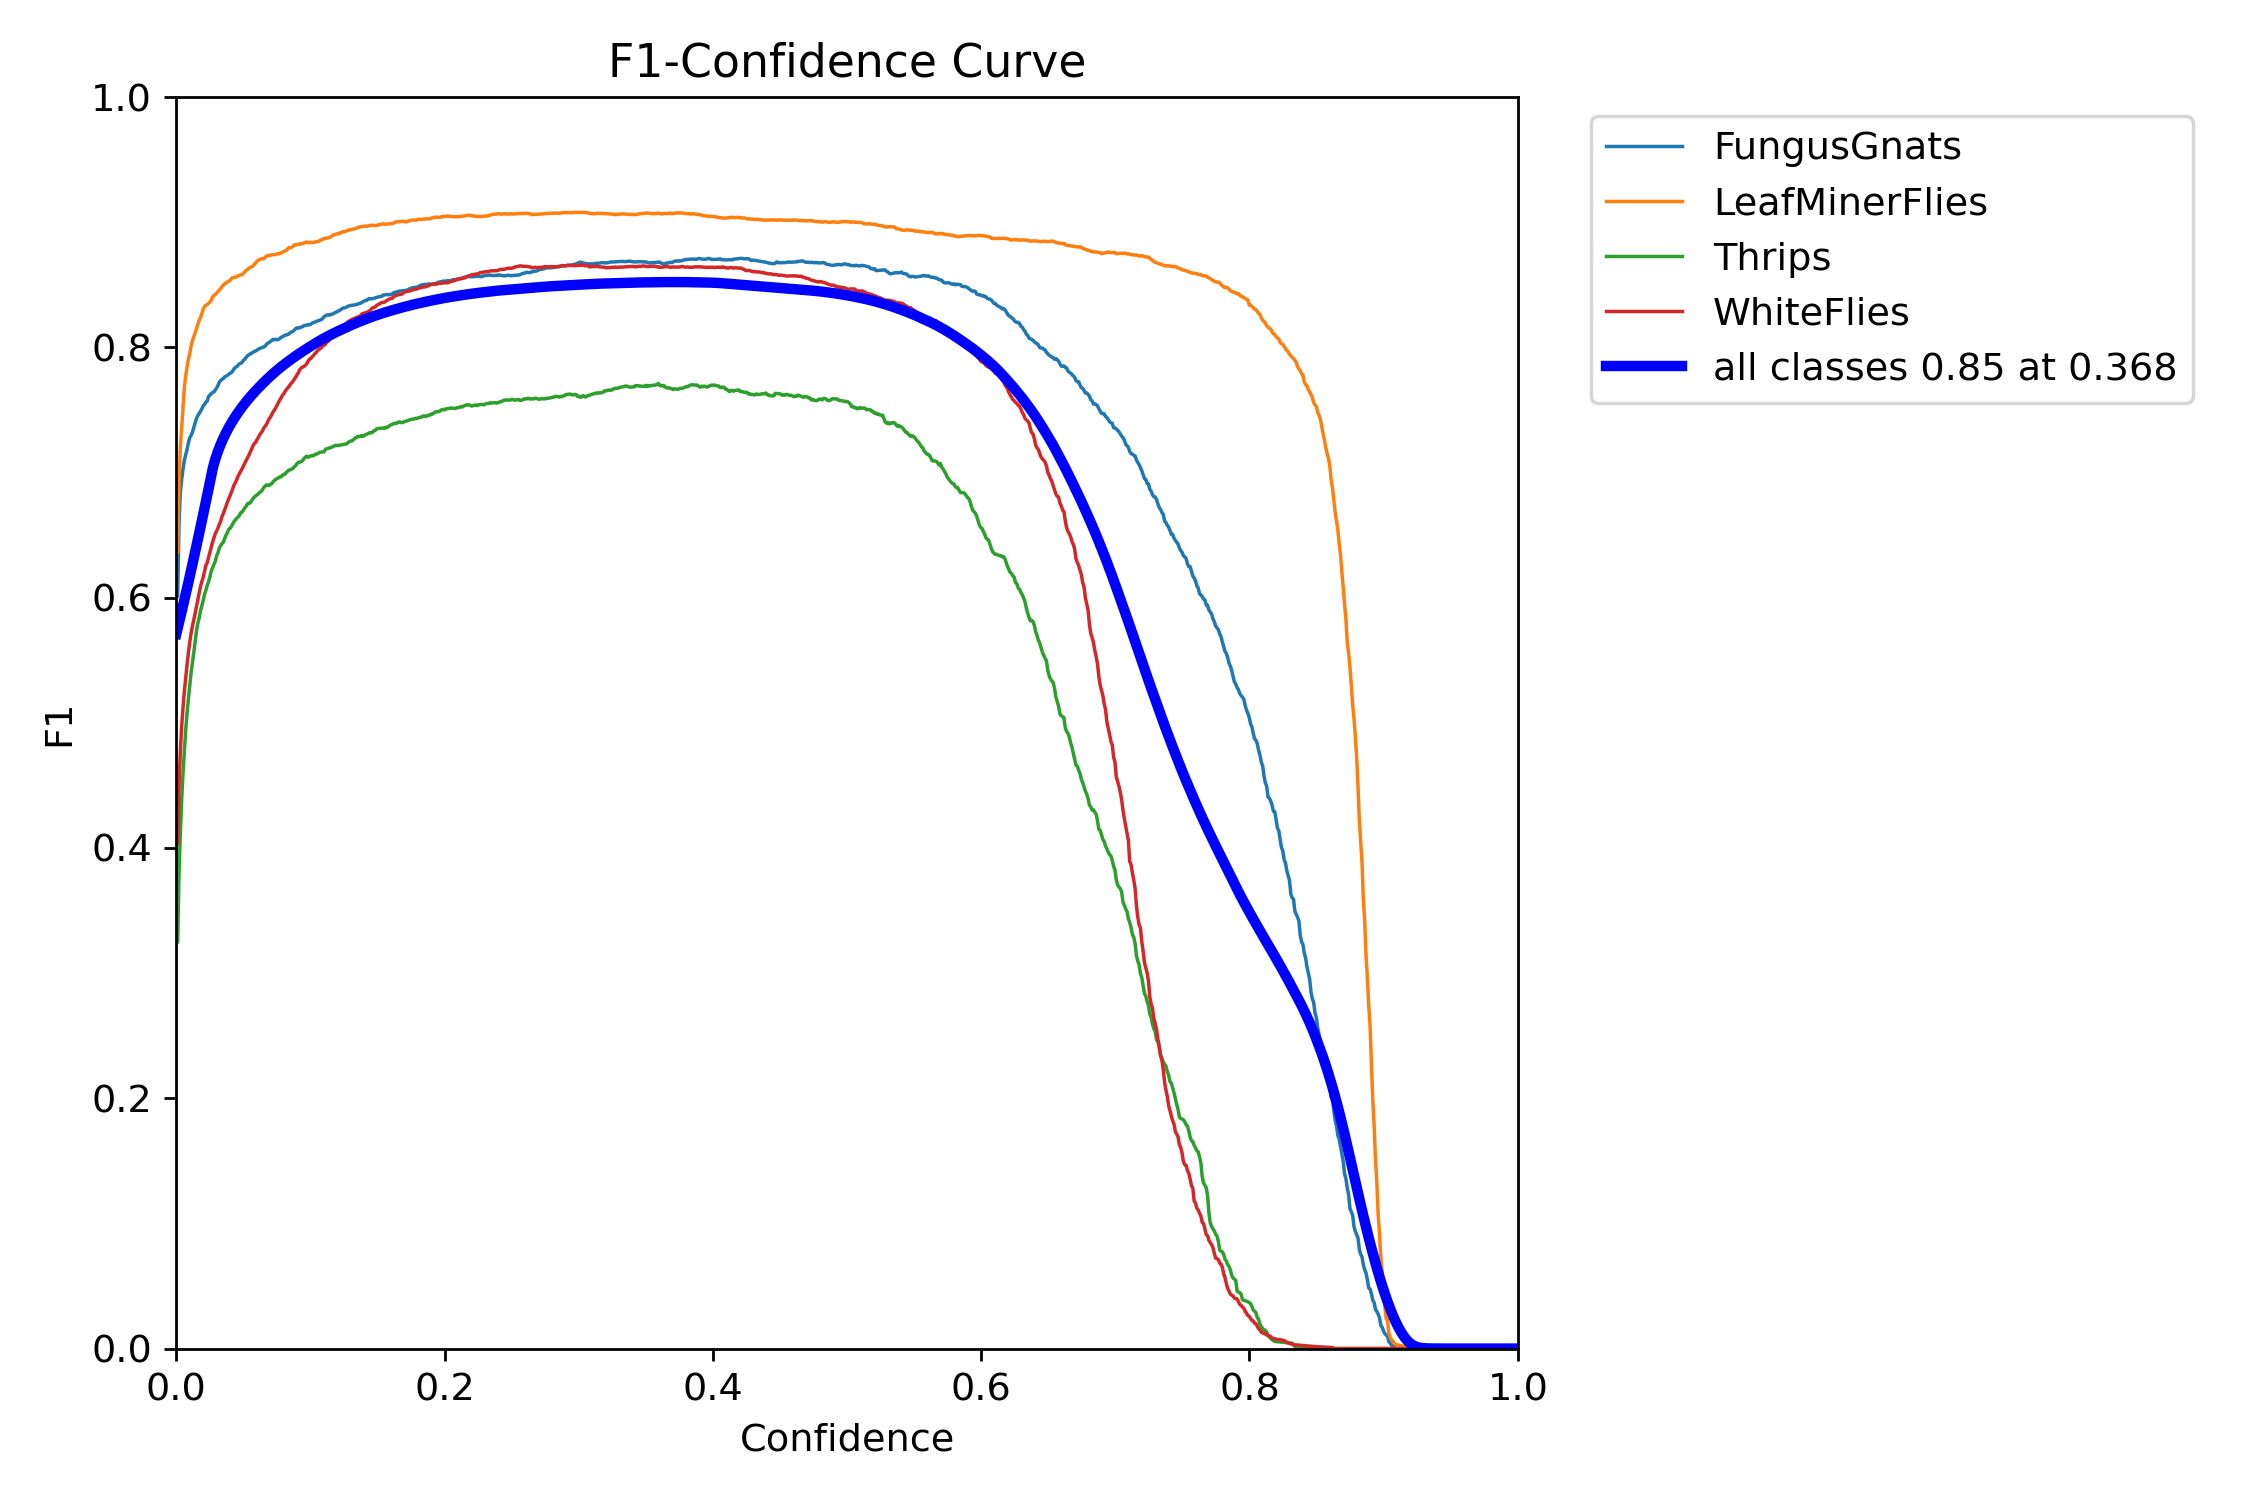 F1-Confidence Curve
1.0
0.8
0.6
0.4
0.2
0.0
F1
0.0 0.2 0.4 0.6 0.8 1.0
Confidence
FungusGnats
LeafMinerFlies
Thrips
WhiteFlies
all classes 0.85 at 0.368